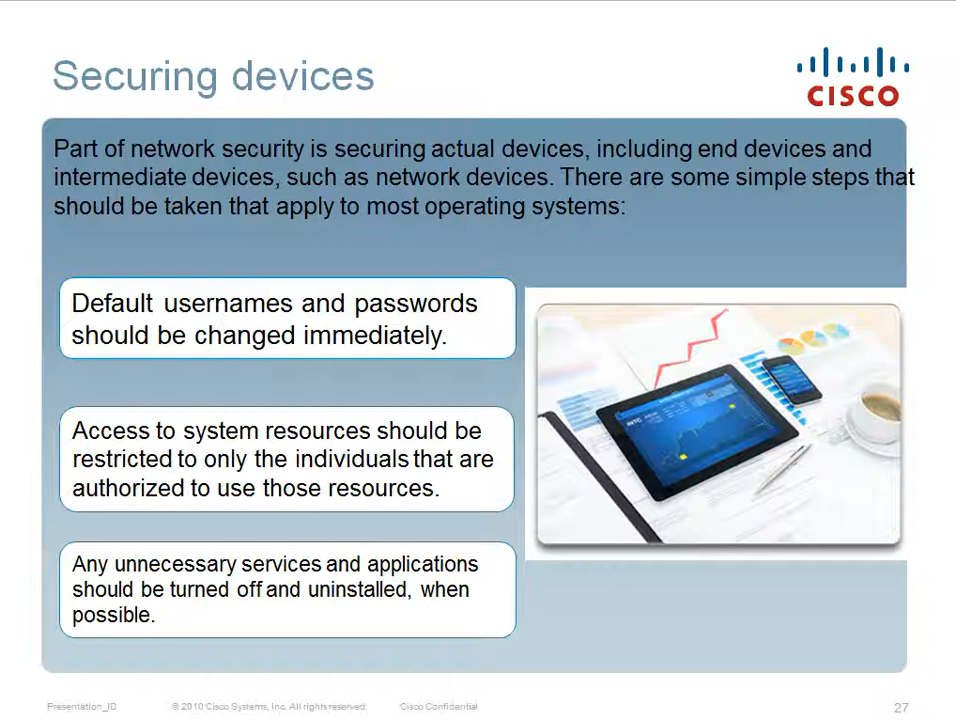 Securing devices
CISCO
Part of network security is securing actual devices, including end devices and
intermediate devices, such as network devices. There are some simple steps that
should be taken that apply to most operating systems:
Default usernames and passwords
should be changed immediately.
Access to system resources should be
restricted to only the individuals that are
authorized to use those resources.
Any unnecessary services and applications
should be turned off and uninstalled, when
possible.
INTC
Presentation_ID
© 2010 Cisco Systems, Inc. All rights reserved.
Cisco Confidential
27